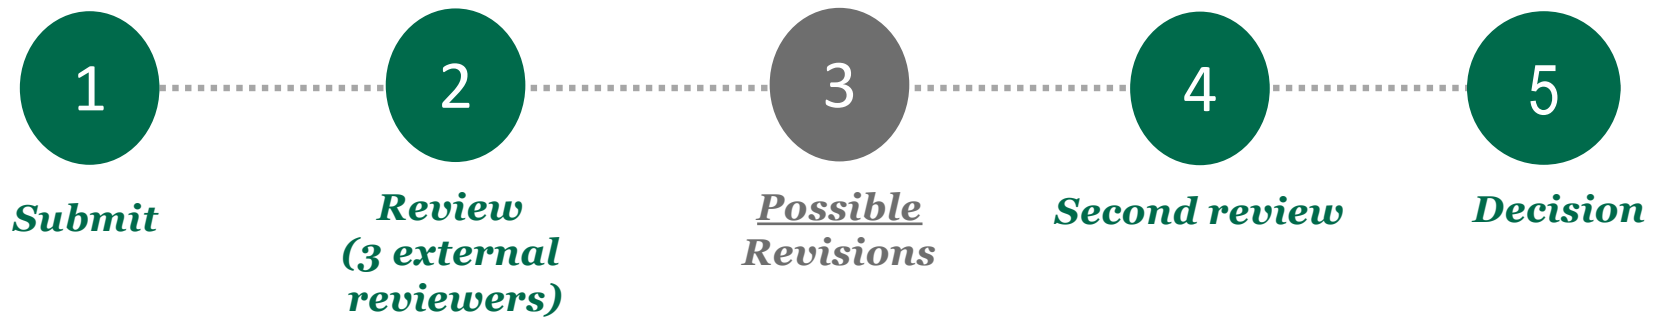 1
2
3
4
5
Submit
Review
(3 external
reviewers)
Possible
Revisions
Second review
Decision